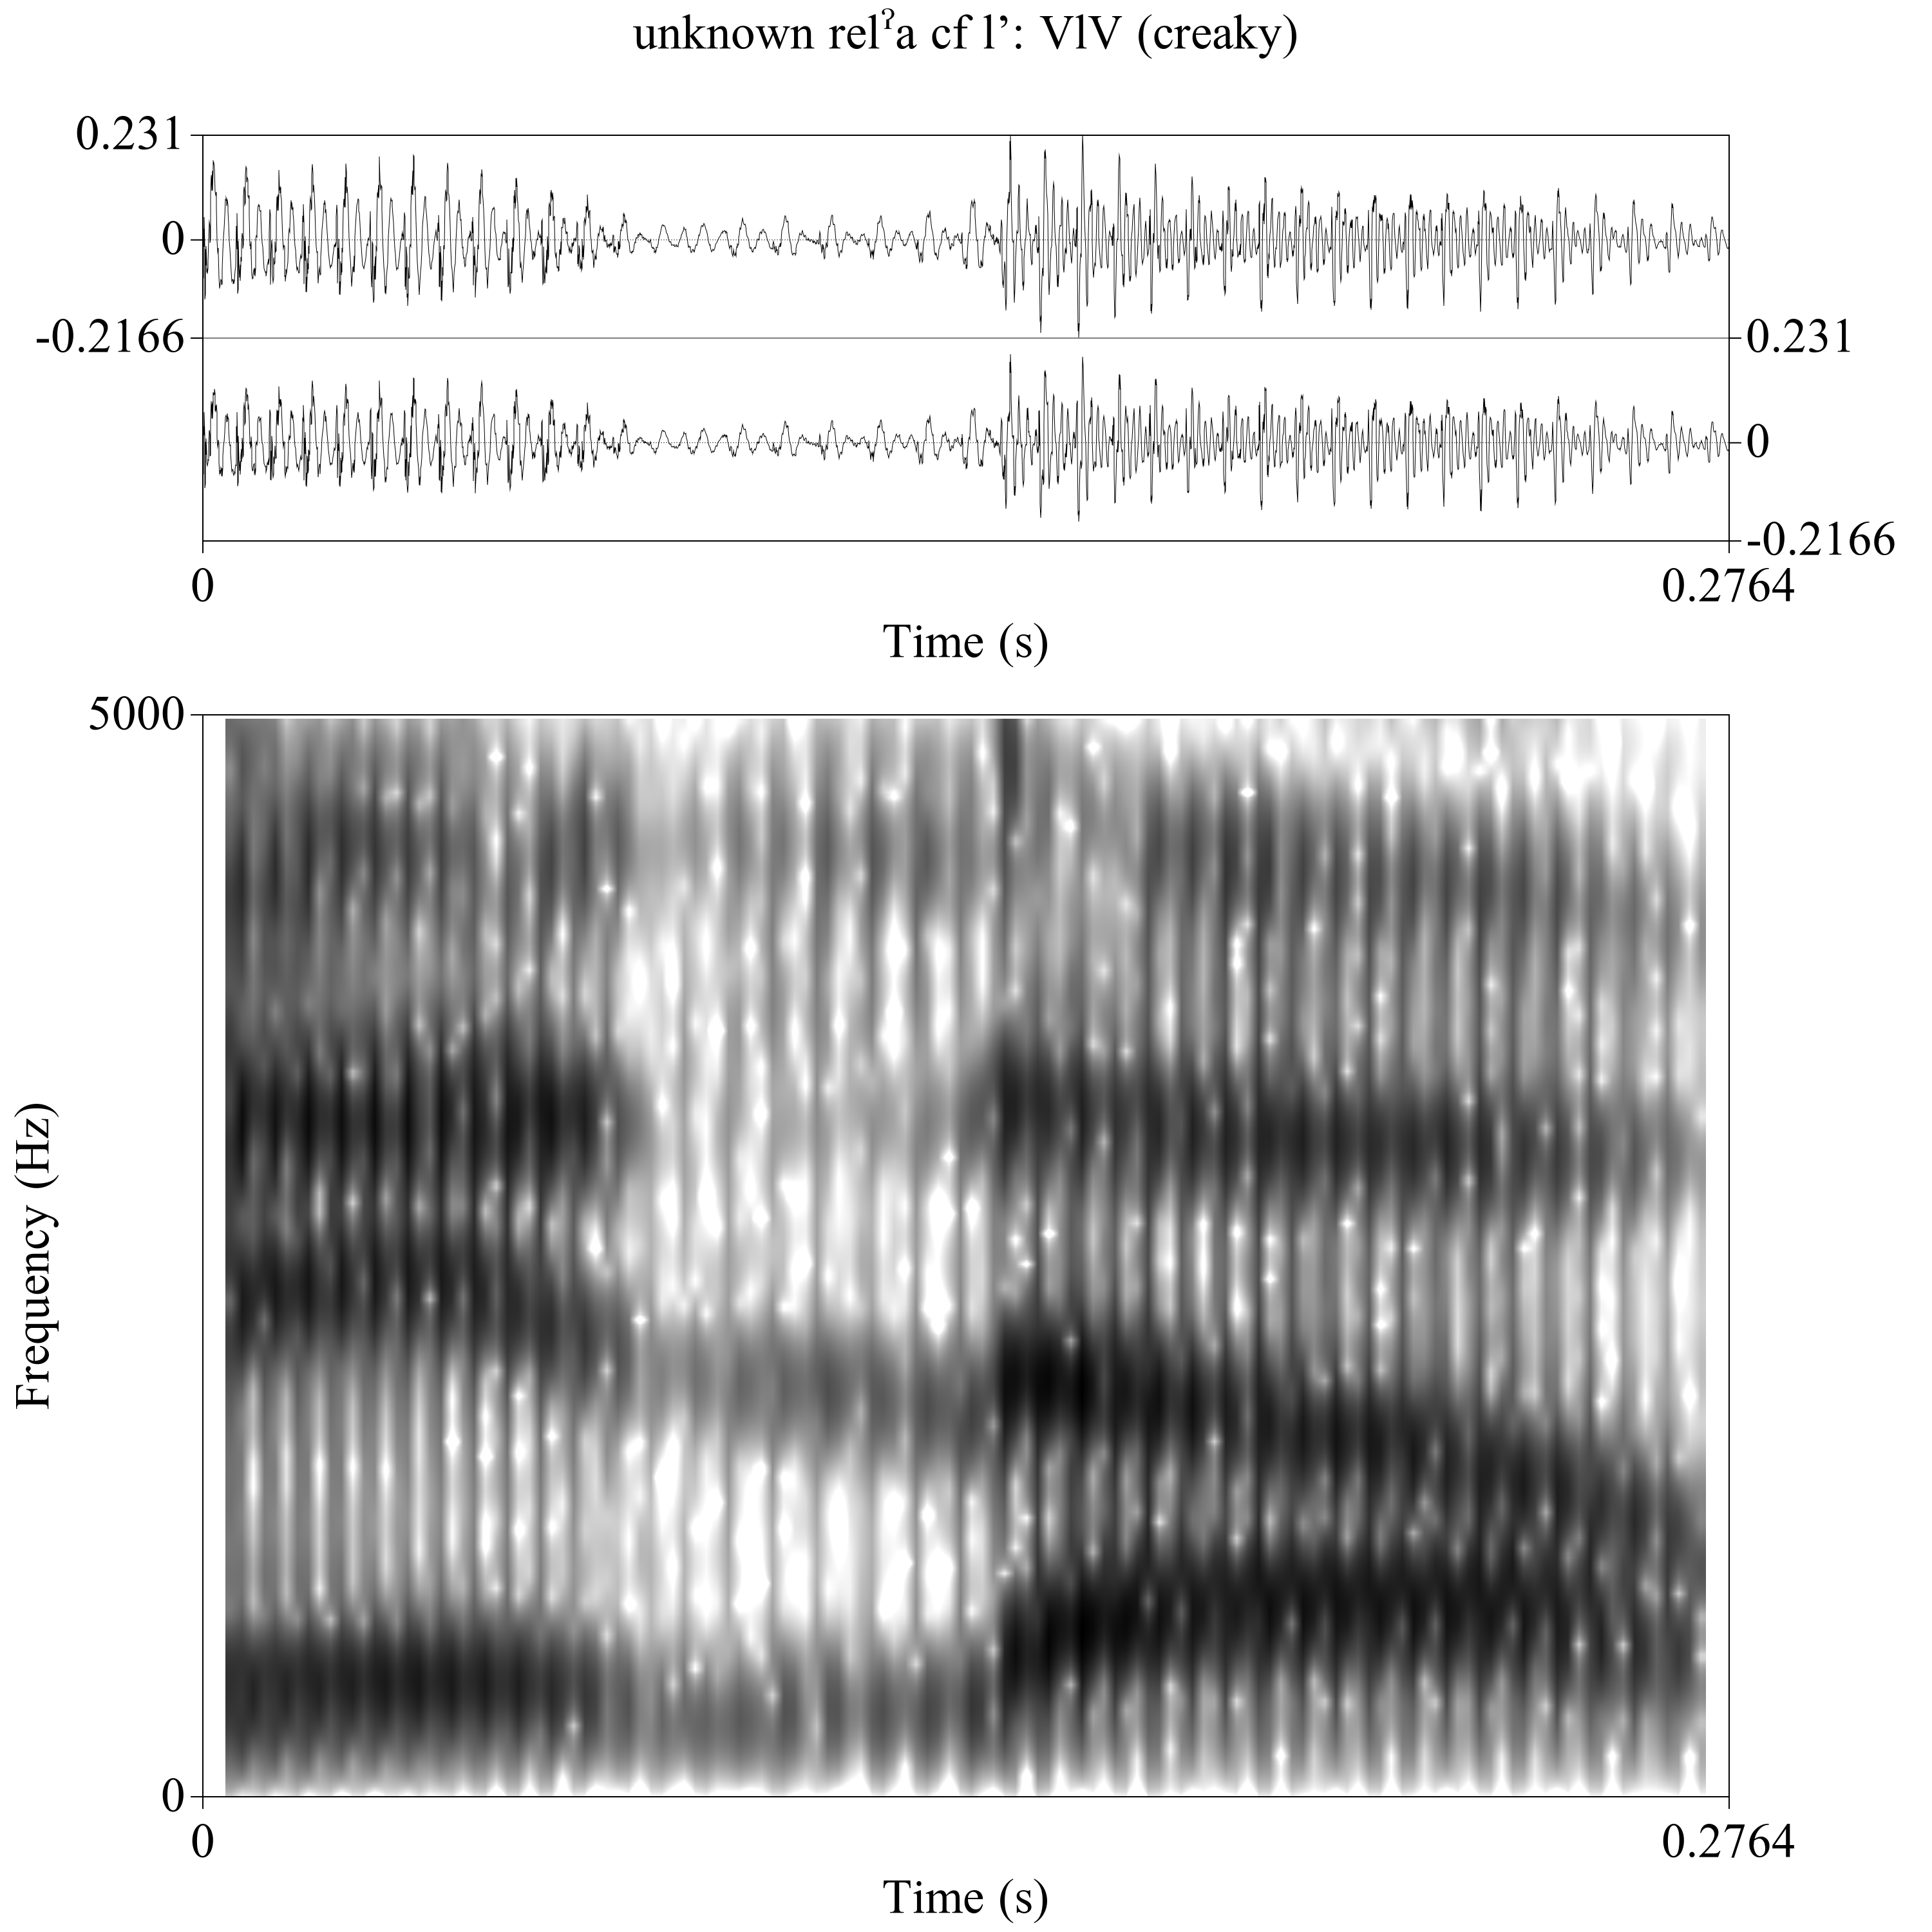 unknown relˀa cf l’: VlV (creaky)
0.231
0
-0.2166
0.231
0
-0.2166
0 0.2764
Time (s)
5000
Frequency (Hz)
0
0 0.2764
Time (s)